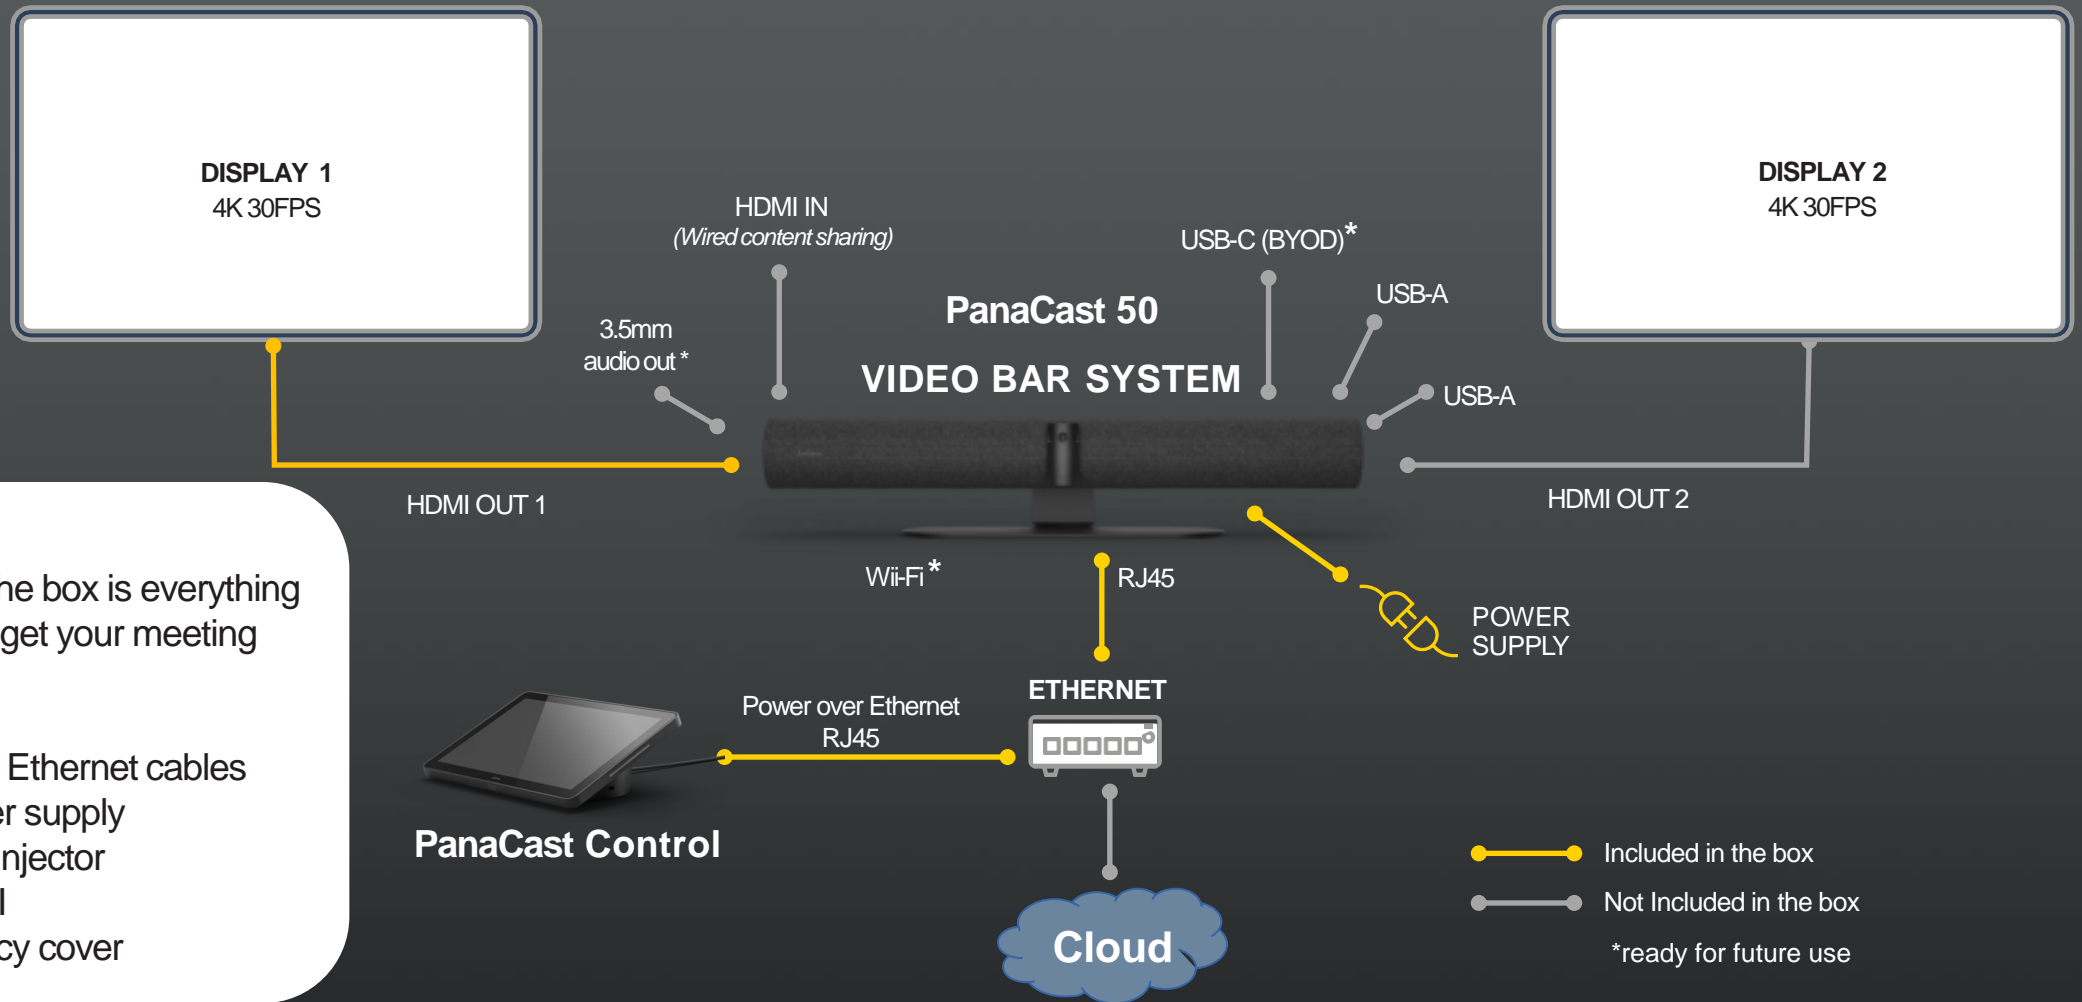 DISPLAY 1
4K 30FPS
DISPLAY 2
4K 30FPS
HDMI IN
(Wired content sharing)
USB-C (BYOD)*
USB-A
PanaCast 50
3.5mm
audio out *
VIDEO BAR SYSTEM
USB-A
HDMI OUT 1
HDMI OUT 2
Wii-Fi *
RJ45
POWER
SUPPLY
he box is everything
get your meeting
Ethernet cables
er supply
njector
l
cy cover
ETHERNET
Power over Ethernet
RJ45
PanaCast Control
Cloud
Included in the box
Not Included in the box
*ready for future use